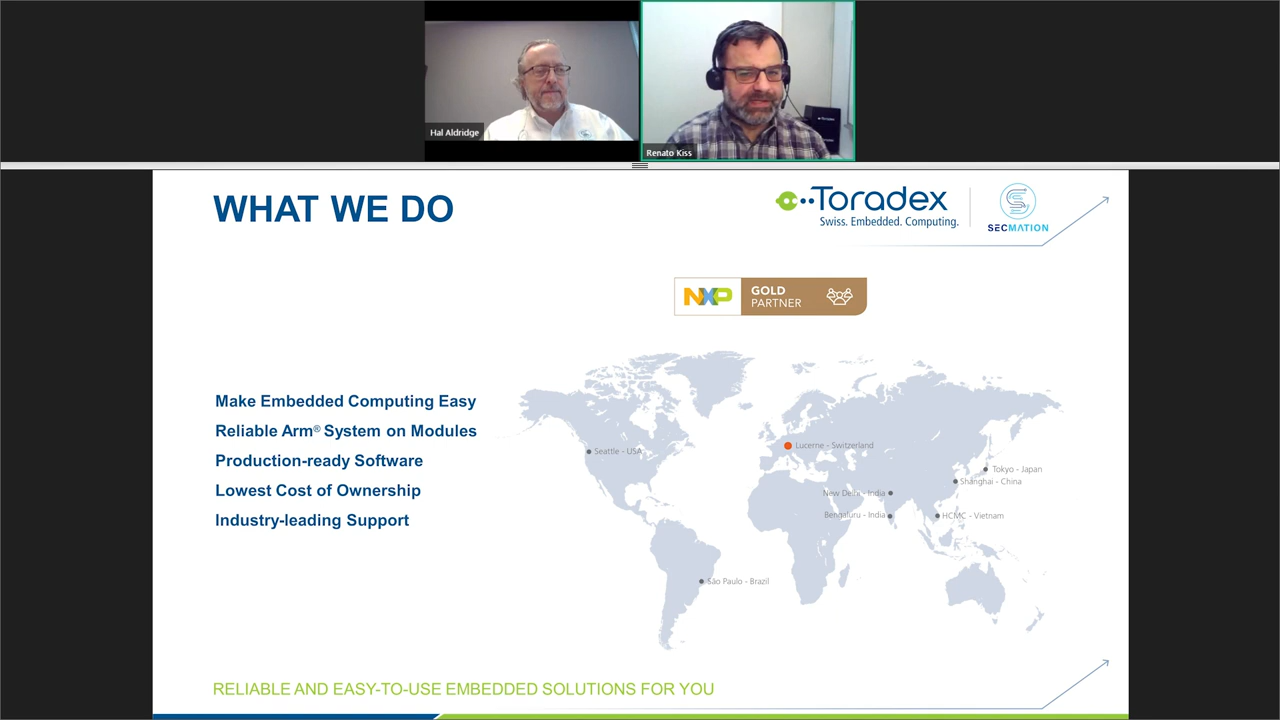 Hal Aldridge
Renato Kiss
WHAT WE DO
Toradex
Swiss. Embedded. Computing.
SECMATION
NXP
GOLD
PARTNER
Make Embedded Computing Easy
Reliable Arm® System on Modules
Production-ready Software
Lowest Cost of Ownership
Industry-leading Support
Seattle - USA
Lucerne - Switzerland
Tokyo - Japan
Shanghai - China
New Delhi - India
Bengaluru - India
HCMC - Vietnam
São Paulo - Brazil
RELIABLE AND EASY-TO-USE EMBEDDED SOLUTIONS FOR YOU